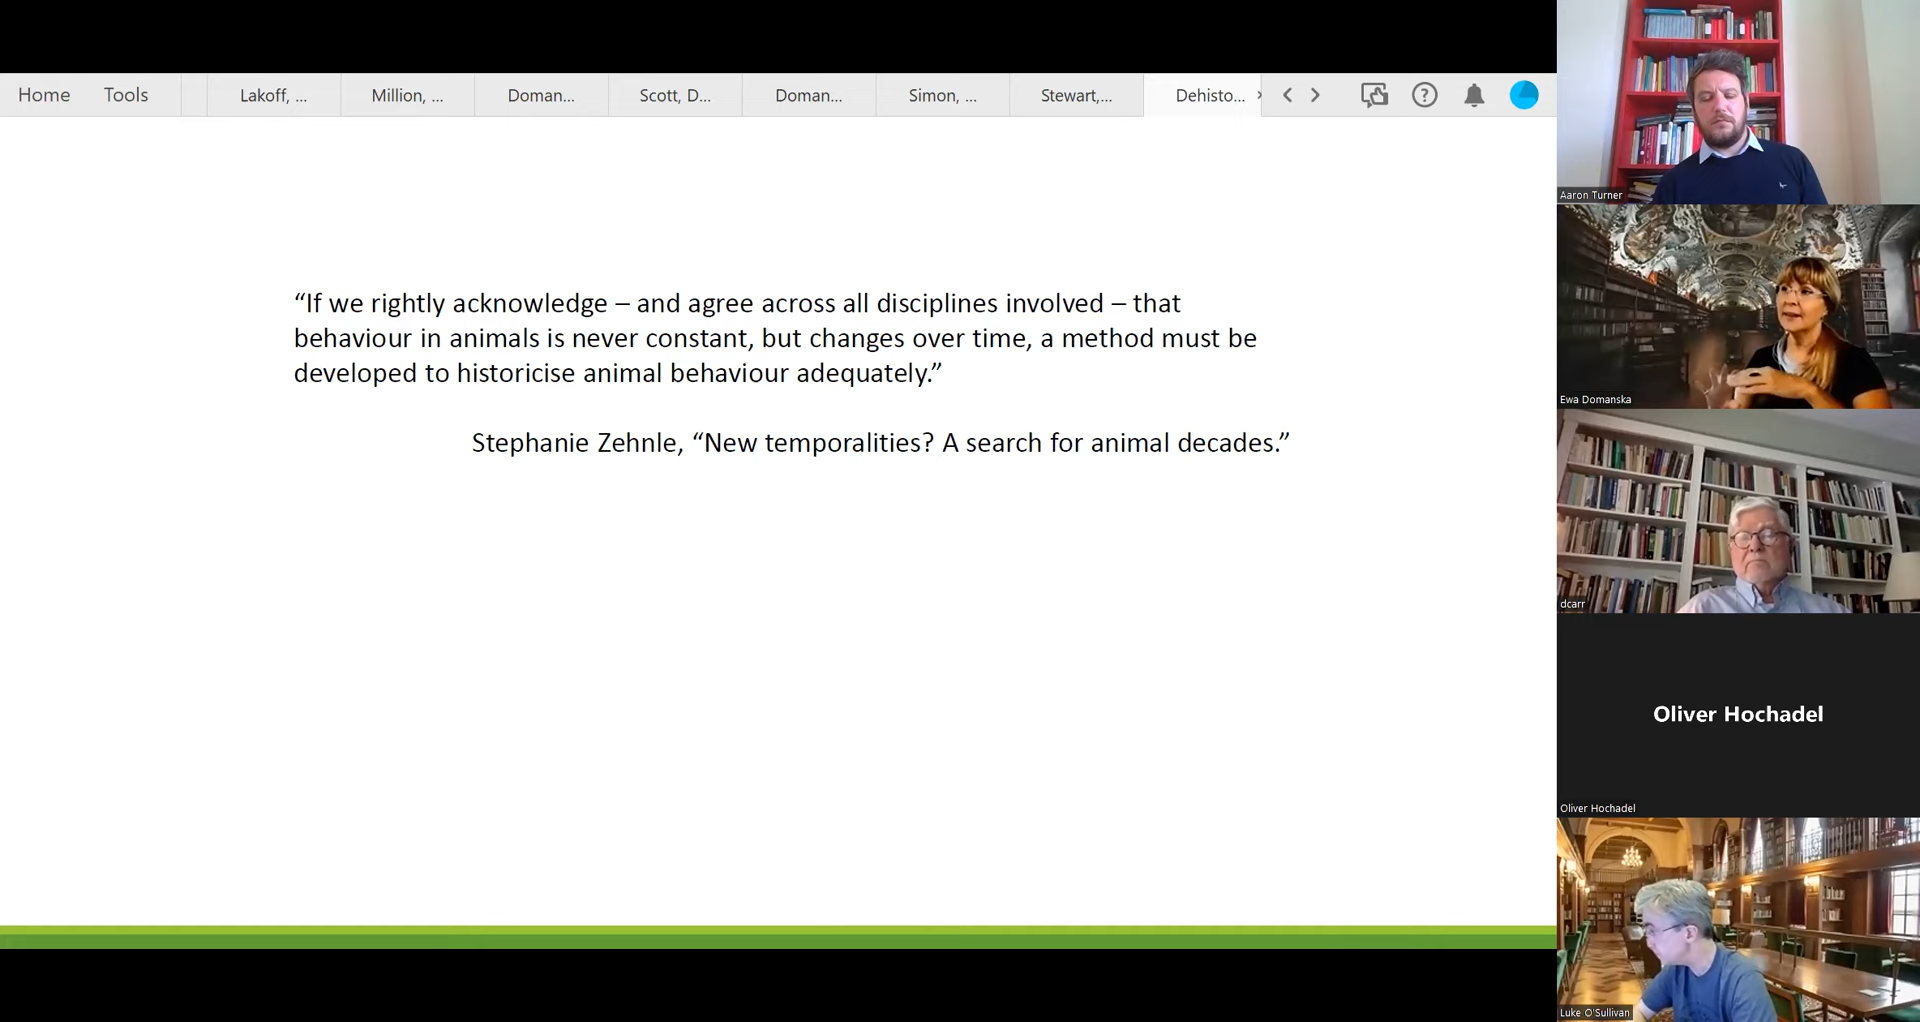 Home Tools Lakoff, ... Million, ... Doman... Scott, D... Doman... Simon, ... Stewart,... Dehisto...
“If we rightly acknowledge – and agree across all disciplines involved – that
behaviour in animals is never constant, but changes over time, a method must be
developed to historicise animal behaviour adequately.”
Stephanie Zehnle, “New temporalities? A search for animal decades.”
Aaron Turner
Ewa Domanska
dcarr
Oliver Hochadel
Oliver Hochadel
Luke O'Sullivan